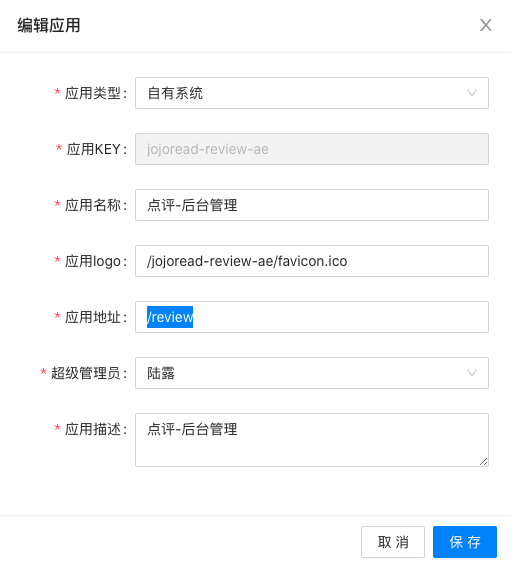 编辑应用
* 应用类型: 自有系统
* 应用KEY: jojoread-review-ae
* 应用名称: 点评-后台管理
* 应用logo: /jojoread-review-ae/favicon.ico
* 应用地址: /review
* 超级管理员: 陆露
* 应用描述: 点评-后台管理
取 消 保 存